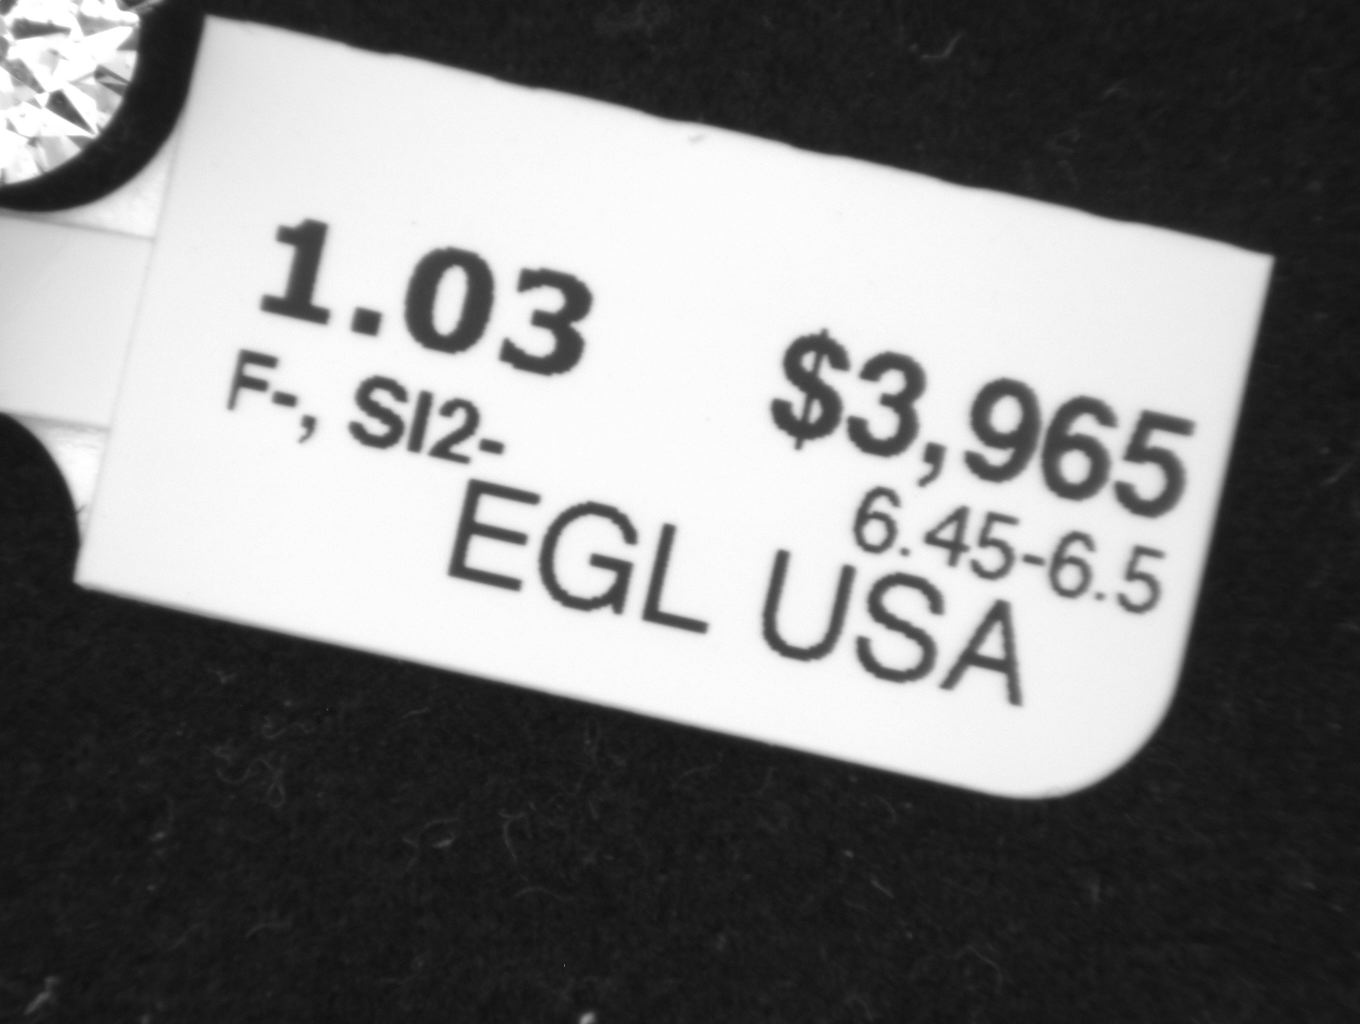 1.03 $3,965
F-, SI2- 6.45-6.5
EGL USA